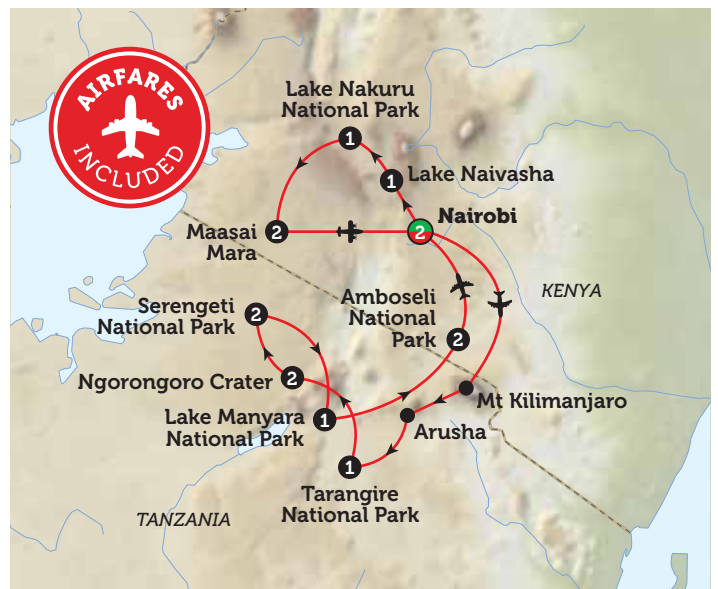 AIRFARES
INCLUDED
Lake Nakuru
National Park
1
1
Lake Naivasha
Nairobi
2
Maasai
Mara
2
KENYA
Amboseli
National
Park
2
Serengeti
National Park
2
Ngorongoro Crater
2
Mt Kilimanjaro
Lake Manyara
National Park
1
Arusha
1
Tarangire
National Park
TANZANIA